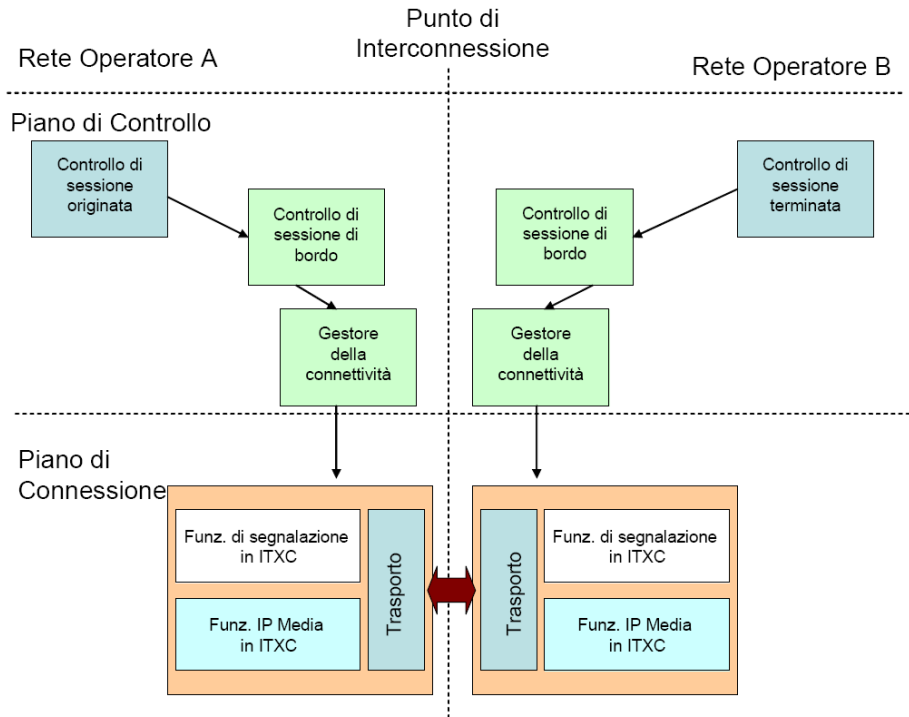 Punto di
Interconnessione
Rete Operatore A
Rete Operatore B
Piano di Controllo
Controllo di
sessione
originata
Controllo di
sessione di
bordo
Gestore
della
connettività
Controllo di
sessione
terminata
Controllo di
sessione di
bordo
Gestore
della
connettività
Piano di
Connessione
Funz. di segnalazione
in ITXC
Funz. IP Media
in ITXC
Trasporto
Trasporto
Funz. di segnalazione
in ITXC
Funz. IP Media
in ITXC